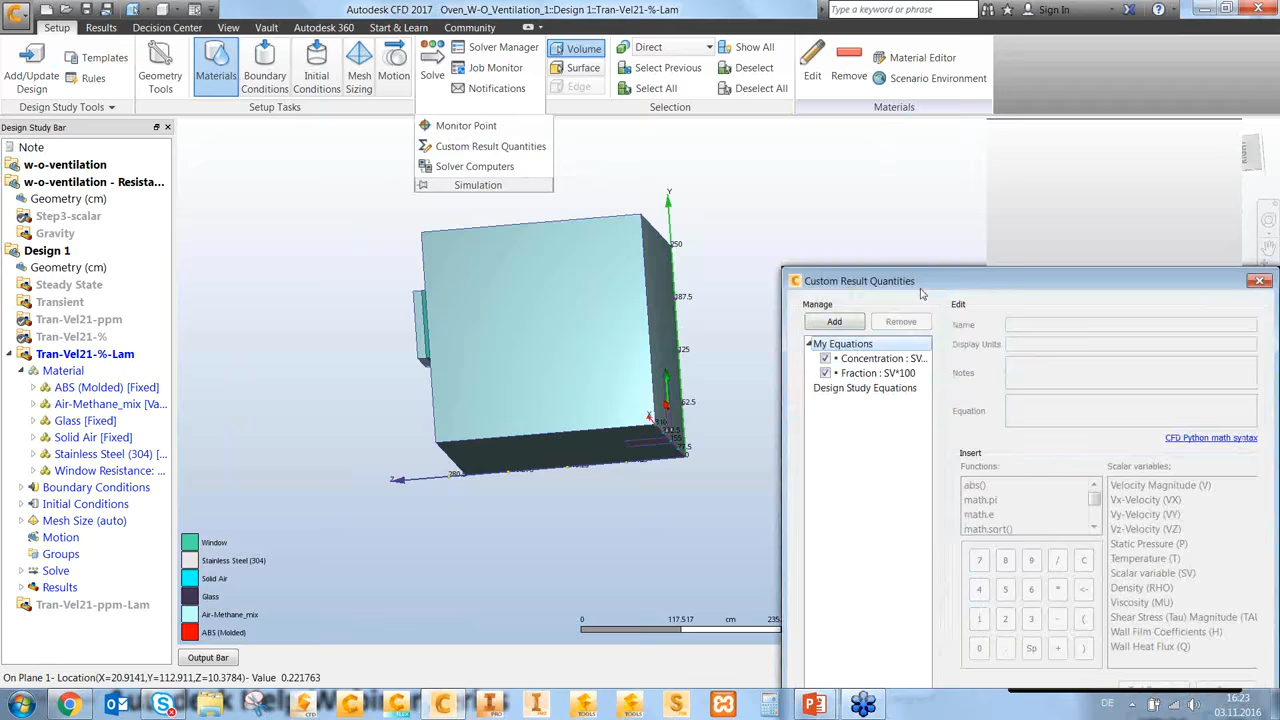 Autodesk CFD 2017 Oven_W-O_Ventilation_1::Design 1::Tran-Vel21-%-Lam
Type a keyword or phrase
Sign In
Setup Results Decision Center View Vault Autodesk 360 Start & Learn Community
Add/Update Design
Templates
Rules
Geometry Tools
Materials
Boundary Conditions
Initial Conditions
Mesh Sizing
Motion
Solve
Solver Manager
Job Monitor
Notifications
Volume
Surface
Edge
Direct
Select Previous
Select All
Show All
Deselect
Deselect All
Edit
Remove
Material Editor
Scenario Environment
Design Study Tools
Setup Tasks
Selection
Materials
Monitor Point
Custom Result Quantities
Solver Computers
Simulation
Design Study Bar
Note
w-o-ventilation
w-o-ventilation - Resista...
Geometry (cm)
Step3-scalar
Gravity
Design 1
Geometry (cm)
Steady State
Transient
Tran-Vel21-ppm
Tran-Vel21-%
Tran-Vel21-%-Lam
Material
ABS (Molded) [Fixed]
Air-Methane_mix [Va...
Glass [Fixed]
Solid Air [Fixed]
Stainless Steel (304) ...
Window Resistance: ...
Boundary Conditions
Initial Conditions
Mesh Size (auto)
Motion
Groups
Solve
Results
Tran-Vel21-ppm-Lam
Y
250
187.5
125
62.5
X
Z
Window
Stainless Steel (304)
Solid Air
Glass
Air-Methane_mix
ABS (Molded)
0 117.517 cm 235.
Custom Result Quantities
Manage
Add
Remove
My Equations
Concentration : SV...
Fraction : SV*100
Design Study Equations
Edit
Name
Display Units
Notes
Equation
CFD Python math syntax
Insert
Functions:
abs()
math.pi
math.e
math.sqrt()
7 8 9 / C
4 5 6 * <-
1 2 3 - (
0 . Sp + )
Scalar variables:
Velocity Magnitude (V)
Vx-Velocity (VX)
Vy-Velocity (VY)
Vz-Velocity (VZ)
Static Pressure (P)
Temperature (T)
Scalar variable (SV)
Density (RHO)
Viscosity (MU)
Shear Stress (Tau) Magnitude (TAU
Wall Film Coefficients (H)
Wall Heat Flux (Q)
Output Bar
On Plane 1- Location(X=20.9141, Y=112.911, Z=10.3784)- Value 0.221763
DE
16:23
03.11.2016